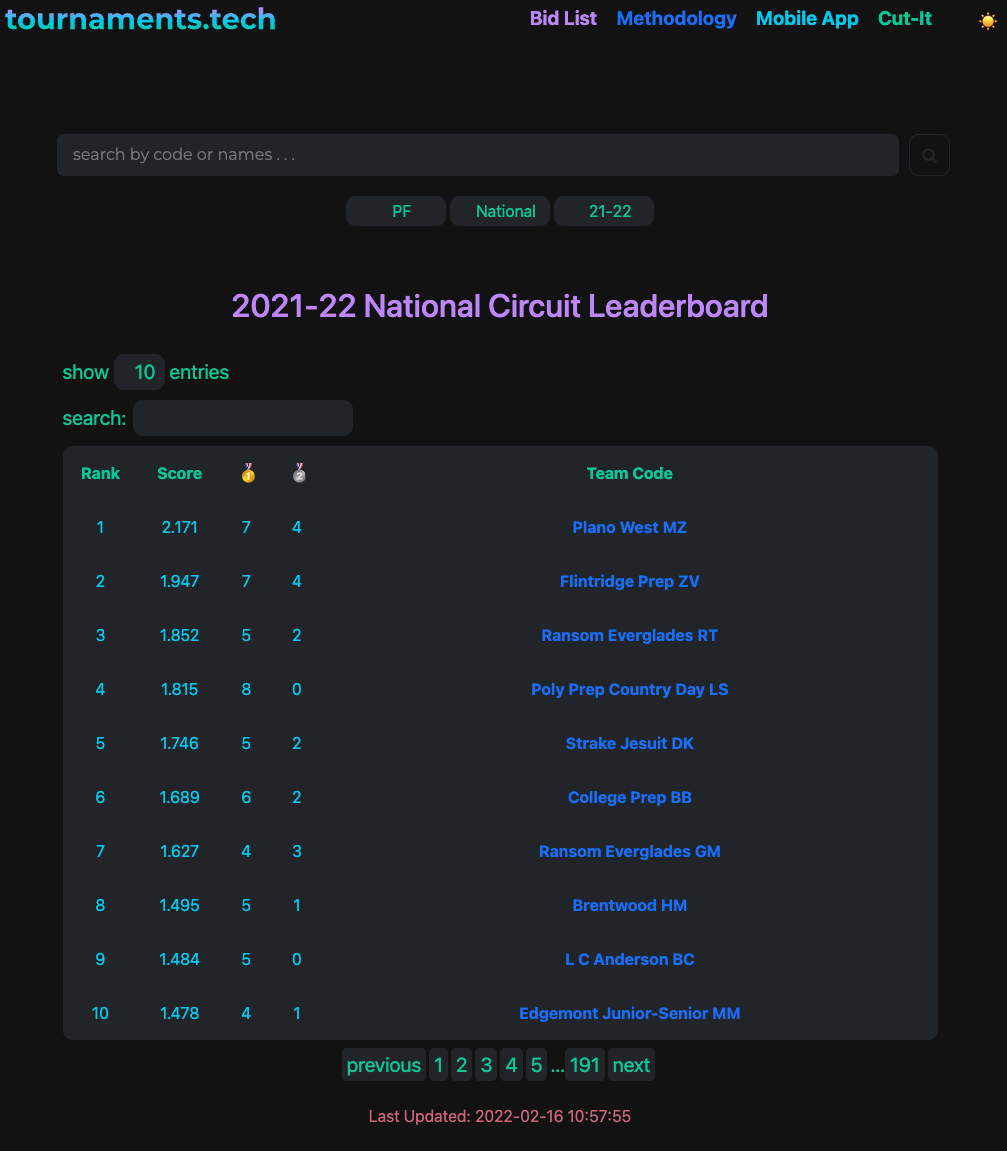 tournaments.tech Bid List Methodology Mobile App Cut-It
search by code or names . . .
PF National 21-22
2021-22 National Circuit Leaderboard
show 10 entries
search:
Rank Score 🥇 🥈 Team Code
1 2.171 7 4 Plano West MZ
2 1.947 7 4 Flintridge Prep ZV
3 1.852 5 2 Ransom Everglades RT
4 1.815 8 0 Poly Prep Country Day LS
5 1.746 5 2 Strake Jesuit DK
6 1.689 6 2 College Prep BB
7 1.627 4 3 Ransom Everglades GM
8 1.495 5 1 Brentwood HM
9 1.484 5 0 L C Anderson BC
10 1.478 4 1 Edgemont Junior-Senior MM
previous 1 2 3 4 5 ... 191 next
Last Updated: 2022-02-16 10:57:55